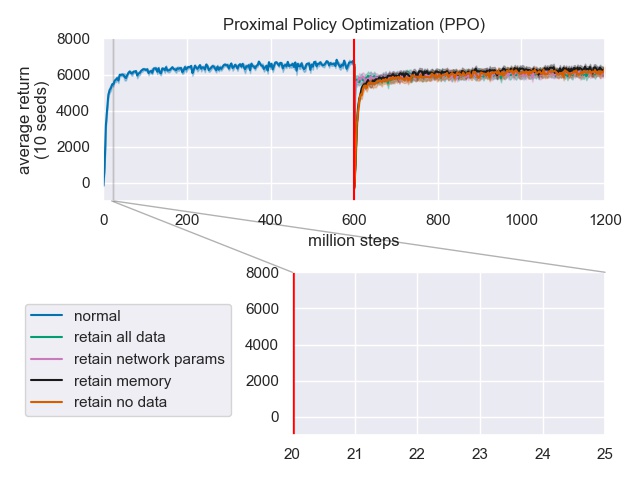 Proximal Policy Optimization (PPO)
8000
6000
4000
2000
0
average return
(10 seeds)
0 200 400 600 800 1000 1200
million steps
8000
6000
4000
2000
0
20 21 22 23 24 25
normal
retain all data
retain network params
retain memory
retain no data